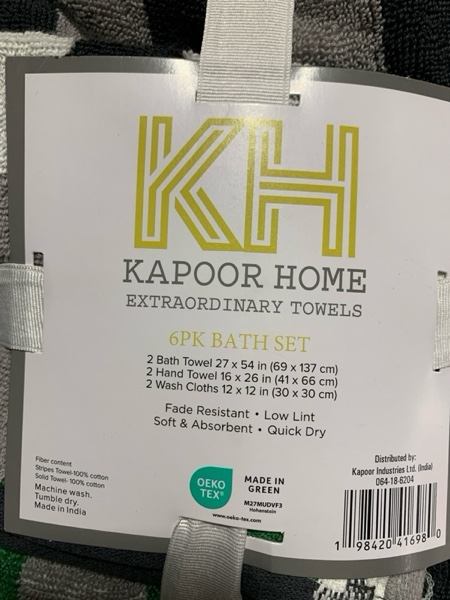 KH
KAPOOR HOME
EXTRAORDINARY TOWELS
6PK BATH SET
2 Bath Towel 27 x 54 in (69 x 137 cm)
2 Hand Towel 16 x 26 in (41 x 66 cm)
2 Wash Cloths 12 x 12 in (30 x 30 cm)
Fade Resistant • Low Lint
Soft & Absorbent • Quick Dry
Fiber content
Stripes Towel-100% cotton
Solid Towel- 100% cotton
Machine wash.
Tumble dry.
Made in India
OEKO
TEX®
MADE IN
GREEN
M27MUDVF3
Hohenstein
www.oeko-tex.com
Distributed by:
Kapoor Industries Ltd. (India)
064-18-6204
1 98420 41698 0